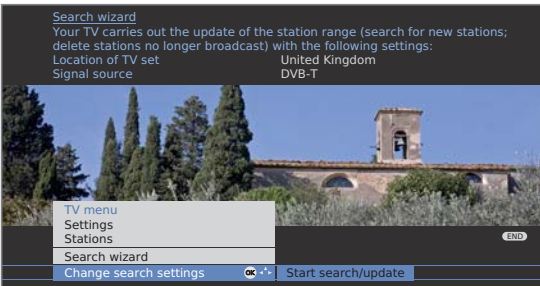 Search wizard
Your TV carries out the update of the station range (search for new stations;
delete stations no longer broadcast) with the following settings:
Location of TV set United Kingdom
Signal source DVB-T
END
TV menu
Settings
Stations
Search wizard
Change search settings OK Start search/update